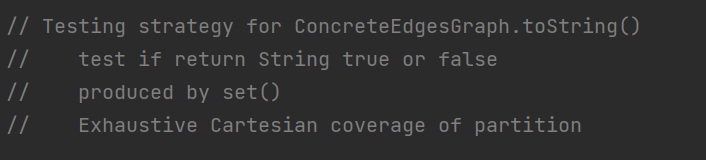 // Testing strategy for ConcreteEdgesGraph.toString()
//    test if return String true or false
//    produced by set()
//    Exhaustive Cartesian coverage of partition